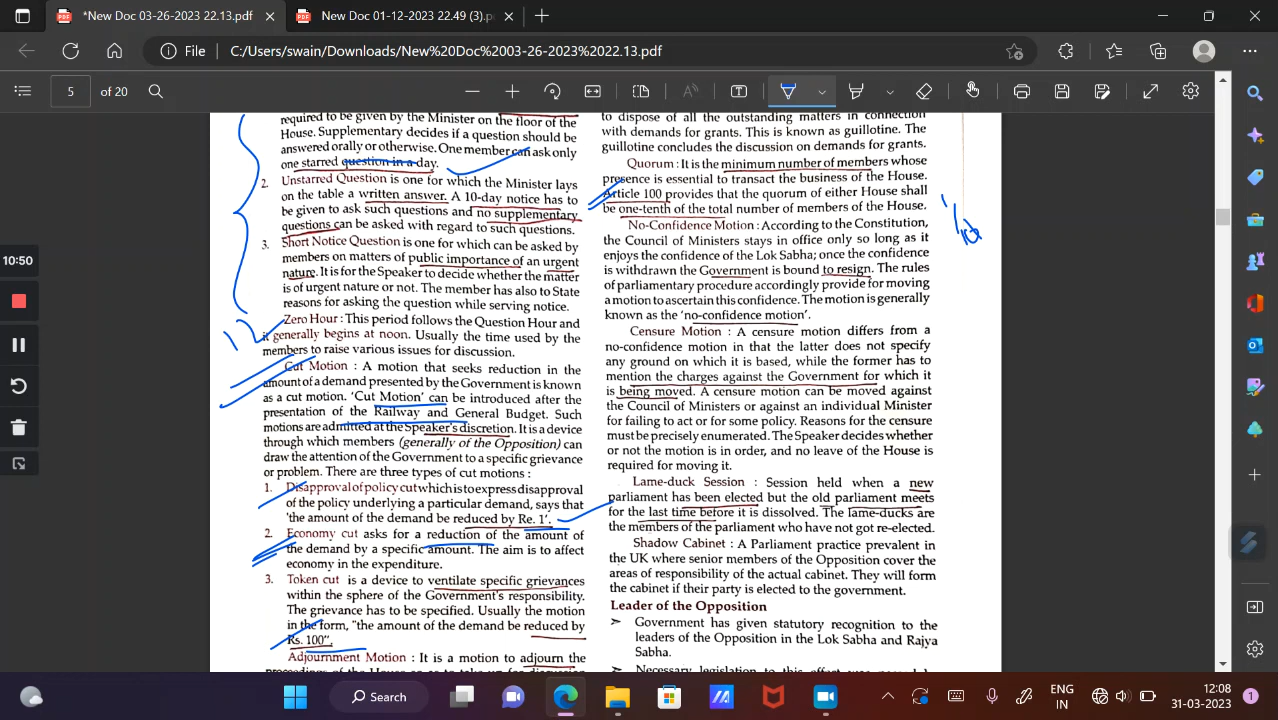 *New Doc 03-26-2023 22.13.pdf
New Doc 01-12-2023 22.49 (3).p
File
C:/Users/swain/Downloads/New%20Doc%2003-26-2023%2022.13.pdf
5 of 20
10:50
required to be given by the Minister on the floor of the
House. Supplementary decides if a question should be
answered orally or otherwise. One member can ask only
one starred question in a day.
2. Unstarred Question is one for which the Minister lays
on the table a written answer. A 10-day notice has to
be given to ask such questions and no supplementary
questions can be asked with regard to such questions.
3. Short Notice Question is one for which can be asked by
members on matters of public importance of an urgent
nature. It is for the Speaker to decide whether the matter
is of urgent nature or not. The member has also to State
reasons for asking the question while serving notice.
12
Zero Hour : This period follows the Question Hour and
it generally begins at noon. Usually the time used by the
members to raise various issues for discussion.
Cut Motion : A motion that seeks reduction in the
amount of a demand presented by the Government is known
as a cut motion. 'Cut Motion' can be introduced after the
presentation of the Railway and General Budget. Such
motions are admitted at the Speaker's discretion. It is a device
through which members (generally of the Opposition) can
draw the attention of the Government to a specific grievance
or problem. There are three types of cut motions :
1. Disapproval of policy cut which is to express disapproval
of the policy underlying a particular demand, says that
'the amount of the demand be reduced by Re. 1'.
2. Economy cut asks for a reduction of the amount of
the demand by a specific amount. The aim is to affect
economy in the expenditure.
3. Token cut is a device to ventilate specific grievances
within the sphere of the Government's responsibility.
The grievance has to be specified. Usually the motion
in the form, "the amount of the demand be reduced by
Rs. 100".
Adjournment Motion : It is a motion to adjourn the
to dispose of all the outstanding matters in connection
with demands for grants. This is known as guillotine. The
guillotine concludes the discussion on demands for grants.
Quorum : It is the minimum number of members whose
presence is essential to transact the business of the House.
Article 100 provides that the quorum of either House shall
be one-tenth of the total number of members of the House.
1/10
No-Confidence Motion : According to the Constitution,
the Council of Ministers stays in office only so long as it
enjoys the confidence of the Lok Sabha; once the confidence
is withdrawn the Government is bound to resign. The rules
of parliamentary procedure accordingly provide for moving
a motion to ascertain this confidence. The motion is generally
known as the 'no-confidence motion'.
Censure Motion : A censure motion differs from a
no-confidence motion in that the latter does not specify
any ground on which it is based, while the former has to
mention the charges against the Government for which it
is being moved. A censure motion can be moved against
the Council of Ministers or against an individual Minister
for failing to act or for some policy. Reasons for the censure
must be precisely enumerated. The Speaker decides whether
or not the motion is in order, and no leave of the House is
required for moving it.
Lame-duck Session : Session held when a new
parliament has been elected but the old parliament meets
for the last time before it is dissolved. The lame-ducks are
the members of the parliament who have not got re-elected.
Shadow Cabinet : A Parliament practice prevalent in
the UK where senior members of the Opposition cover the
areas of responsibility of the actual cabinet. They will form
the cabinet if their party is elected to the government.
Leader of the Opposition
➢ Government has given statutory recognition to the
leaders of the Opposition in the Lok Sabha and Rajya
Sabha.
➢ Necessary legislation to this effect was
Search
ENG
IN
12:08
31-03-2023
1